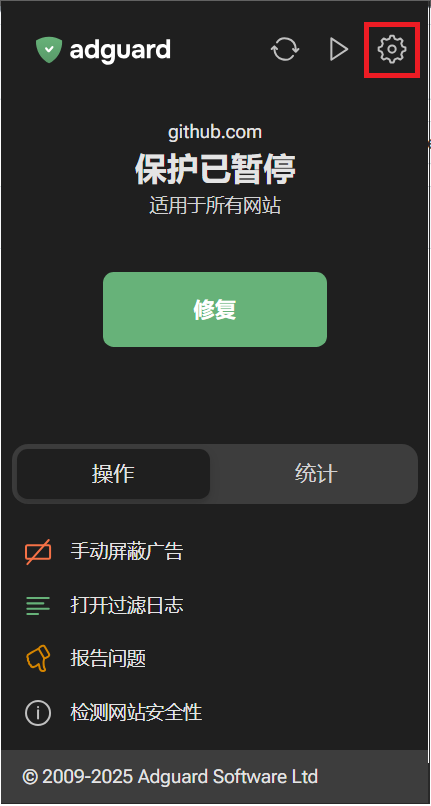 adguard
github.com
保护已暂停
适用于所有网站
修复
操作 统计
手动屏蔽广告
打开过滤日志
报告问题
检测网站安全性
© 2009-2025 Adguard Software Ltd